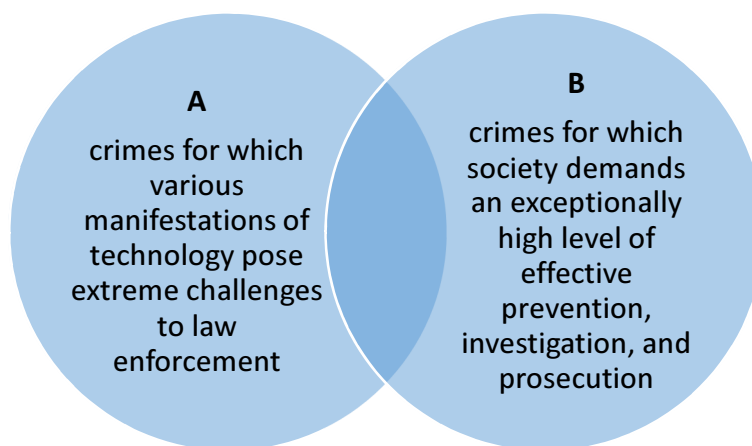 A
crimes for which
various
manifestations of
technology pose
extreme challenges
to law
enforcement
B
crimes for which
society demands
an exceptionally
high level of
effective
prevention,
investigation, and
prosecution